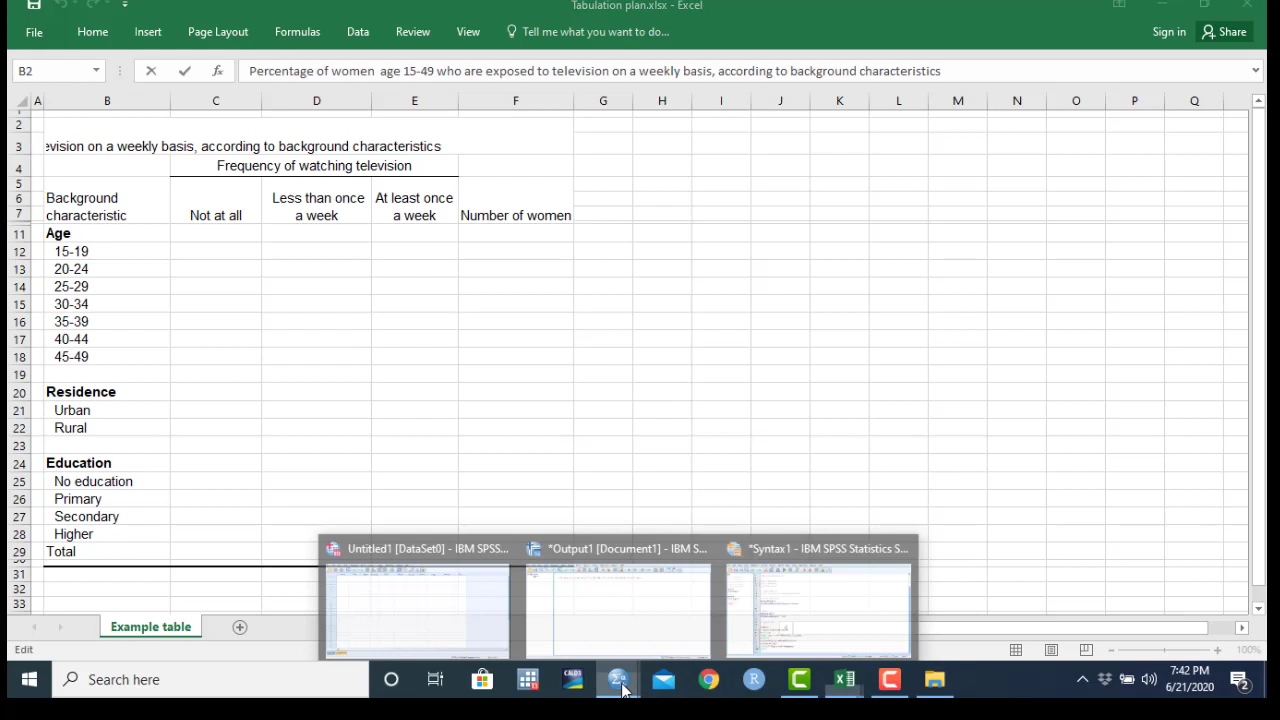 Tabulation plan.xlsx - Excel
File Home Insert Page Layout Formulas Data Review View Tell me what you want to do... Sign in Share
B2 fx Percentage of women  age 15-49 who are exposed to television on a weekly basis, according to background characteristics
A B C D E F G H I J K L M N O P Q
2
3 evision on a weekly basis, according to background characteristics
4 Frequency of watching television
5
6 Background Less than once At least once
7 characteristic Not at all a week a week Number of women
11 Age
12 15-19
13 20-24
14 25-29
15 30-34
16 35-39
17 40-44
18 45-49
19
20 Residence
21 Urban
22 Rural
23
24 Education
25 No education
26 Primary
27 Secondary
28 Higher
29 Total
31
32
33
Untitled1 [DataSet0] - IBM SPSS... *Output1 [Document1] - IBM S... *Syntax1 - IBM SPSS Statistics S...
Example table
Edit 100%
Search here
CALQ3
R
7:42 PM
6/21/2020
2